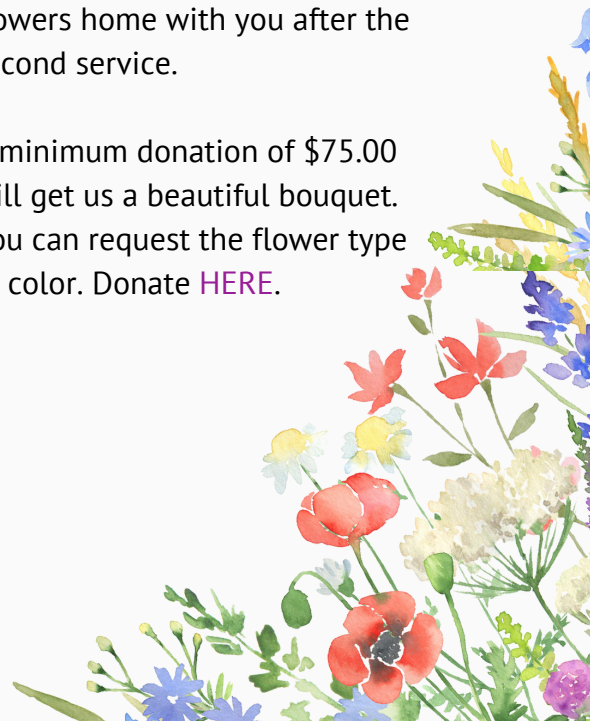 owers home with you after the
cond service.
minimum donation of $75.00
ill get us a beautiful bouquet.
ou can request the flower type
color. Donate HERE.